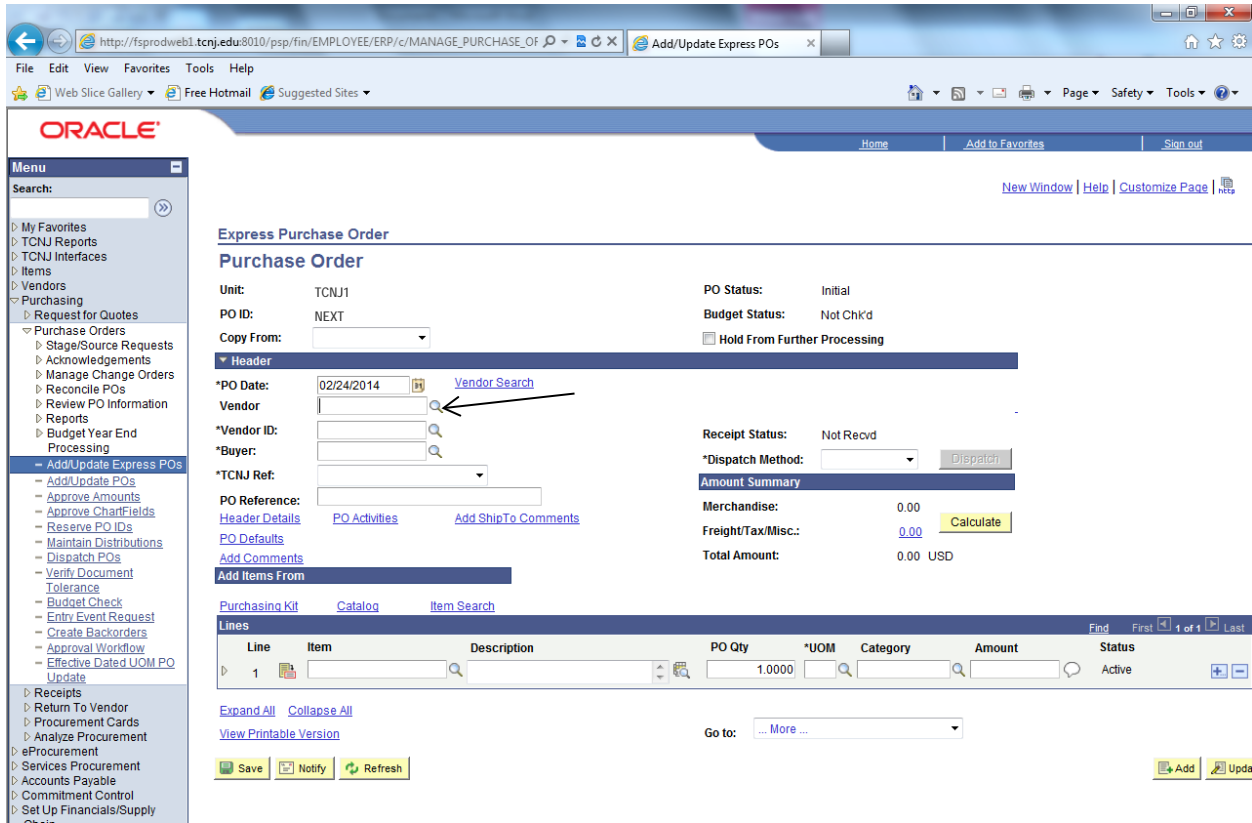 http://fsprodweb1.tcnj.edu:8010/psp/fin/EMPLOYEE/ERP/c/MANAGE_PURCHASE_OF
Add/Update Express POs
File Edit View Favorites Tools Help
Web Slice Gallery Free Hotmail Suggested Sites Page Safety Tools
ORACLE
Home Add to Favorites Sign out
Menu
Search:
New Window Help Customize Page http
My Favorites
TCNJ Reports
TCNJ Interfaces
Items
Vendors
Purchasing
Request for Quotes
Purchase Orders
Stage/Source Requests
Acknowledgements
Manage Change Orders
Reconcile POs
Review PO Information
Reports
Budget Year End
Processing
Add/Update Express POs
Add/Update POs
Approve Amounts
Approve ChartFields
Reserve PO IDs
Maintain Distributions
Dispatch POs
Verify Document
Tolerance
Budget Check
Entry Event Request
Create Backorders
Approval Workflow
Effective Dated UOM PO
Update
Receipts
Return To Vendor
Procurement Cards
Analyze Procurement
eProcurement
Services Procurement
Accounts Payable
Commitment Control
Set Up Financials/Supply
Chain
Express Purchase Order
Purchase Order
Unit: TCNJ1 PO Status: Initial
PO ID: NEXT Budget Status: Not Chk'd
Copy From: Hold From Further Processing
Header
*PO Date: 02/24/2014 Vendor Search
Vendor
*Vendor ID: Receipt Status: Not Recvd
*Buyer: *Dispatch Method: Dispatch
*TCNJ Ref: Amount Summary
PO Reference: Merchandise: 0.00
Header Details PO Activities Add ShipTo Comments Calculate
PO Defaults Freight/Tax/Misc.: 0.00
Add Comments Total Amount: 0.00 USD
Add Items From
Purchasing Kit Catalog Item Search
Lines Find First 1 of 1 Last
Line Item Description PO Qty *UOM Category Amount Status
1 1.0000 Active
Expand All Collapse All
View Printable Version Go to: ... More ...
Save Notify Refresh Add Upda